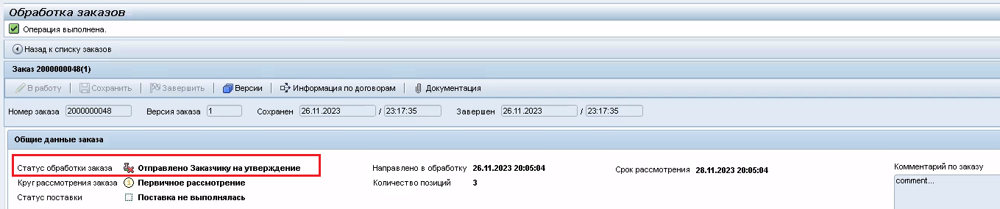 Обработка заказов
Операция выполнена.
Назад к списку заказов
Заказ 2000000048(1)
В работу Сохранить Завершить Версии Информация по договорам Документация
Номер заказа 2000000048 Версия заказа 1 Сохранен 26.11.2023 / 23:17:35 Завершен 26.11.2023 / 23:17:35
Общие данные заказа
Статус обработки заказа Отправлено Заказчику на утверждение Направлено в обработку 26.11.2023 20:05:04 Срок рассмотрения 28.11.2023 20:05:04 Комментарий по заказу
Круг рассмотрения заказа 1 Первичное рассмотрение Количество позиций 3 comment...
Статус поставки Поставка не выполнялась